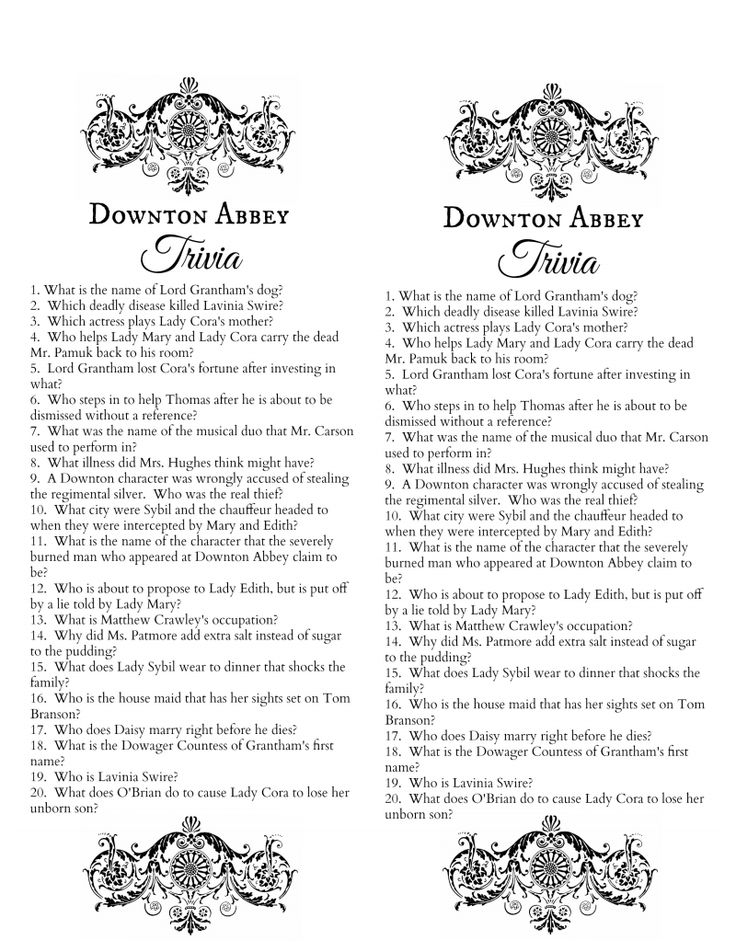 DOWNTON ABBEY
Trivia
1. What is the name of Lord Grantham's dog?
2. Which deadly disease killed Lavinia Swire?
3. Which actress plays Lady Cora's mother?
4. Who helps Lady Mary and Lady Cora carry the dead
Mr. Pamuk back to his room?
5. Lord Grantham lost Cora's fortune after investing in
what?
6. Who steps in to help Thomas after he is about to be
dismissed without a reference?
7. What was the name of the musical duo that Mr. Carson
used to perform in?
8. What illness did Mrs. Hughes think might have?
9. A Downton character was wrongly accused of stealing
the regimental silver. Who was the real thief?
10. What city were Sybil and the chauffeur headed to
when they were intercepted by Mary and Edith?
11. What is the name of the character that the severely
burned man who appeared at Downton Abbey claim to
be?
12. Who is about to propose to Lady Edith, but is put off
by a lie told by Lady Mary?
13. What is Matthew Crawley's occupation?
14. Why did Ms. Patmore add extra salt instead of sugar
to the pudding?
15. What does Lady Sybil wear to dinner that shocks the
family?
16. Who is the house maid that has her sights set on Tom
Branson?
17. Who does Daisy marry right before he dies?
18. What is the Dowager Countess of Grantham's first
name?
19. Who is Lavinia Swire?
20. What does O'Brian do to cause Lady Cora to lose her
unborn son?
DOWNTON ABBEY
Trivia
1. What is the name of Lord Grantham's dog?
2. Which deadly disease killed Lavinia Swire?
3. Which actress plays Lady Cora's mother?
4. Who helps Lady Mary and Lady Cora carry the dead
Mr. Pamuk back to his room?
5. Lord Grantham lost Cora's fortune after investing in
what?
6. Who steps in to help Thomas after he is about to be
dismissed without a reference?
7. What was the name of the musical duo that Mr. Carson
used to perform in?
8. What illness did Mrs. Hughes think might have?
9. A Downton character was wrongly accused of stealing
the regimental silver. Who was the real thief?
10. What city were Sybil and the chauffeur headed to
when they were intercepted by Mary and Edith?
11. What is the name of the character that the severely
burned man who appeared at Downton Abbey claim to
be?
12. Who is about to propose to Lady Edith, but is put off
by a lie told by Lady Mary?
13. What is Matthew Crawley's occupation?
14. Why did Ms. Patmore add extra salt instead of sugar
to the pudding?
15. What does Lady Sybil wear to dinner that shocks the
family?
16. Who is the house maid that has her sights set on Tom
Branson?
17. Who does Daisy marry right before he dies?
18. What is the Dowager Countess of Grantham's first
name?
19. Who is Lavinia Swire?
20. What does O'Brian do to cause Lady Cora to lose her
unborn son?